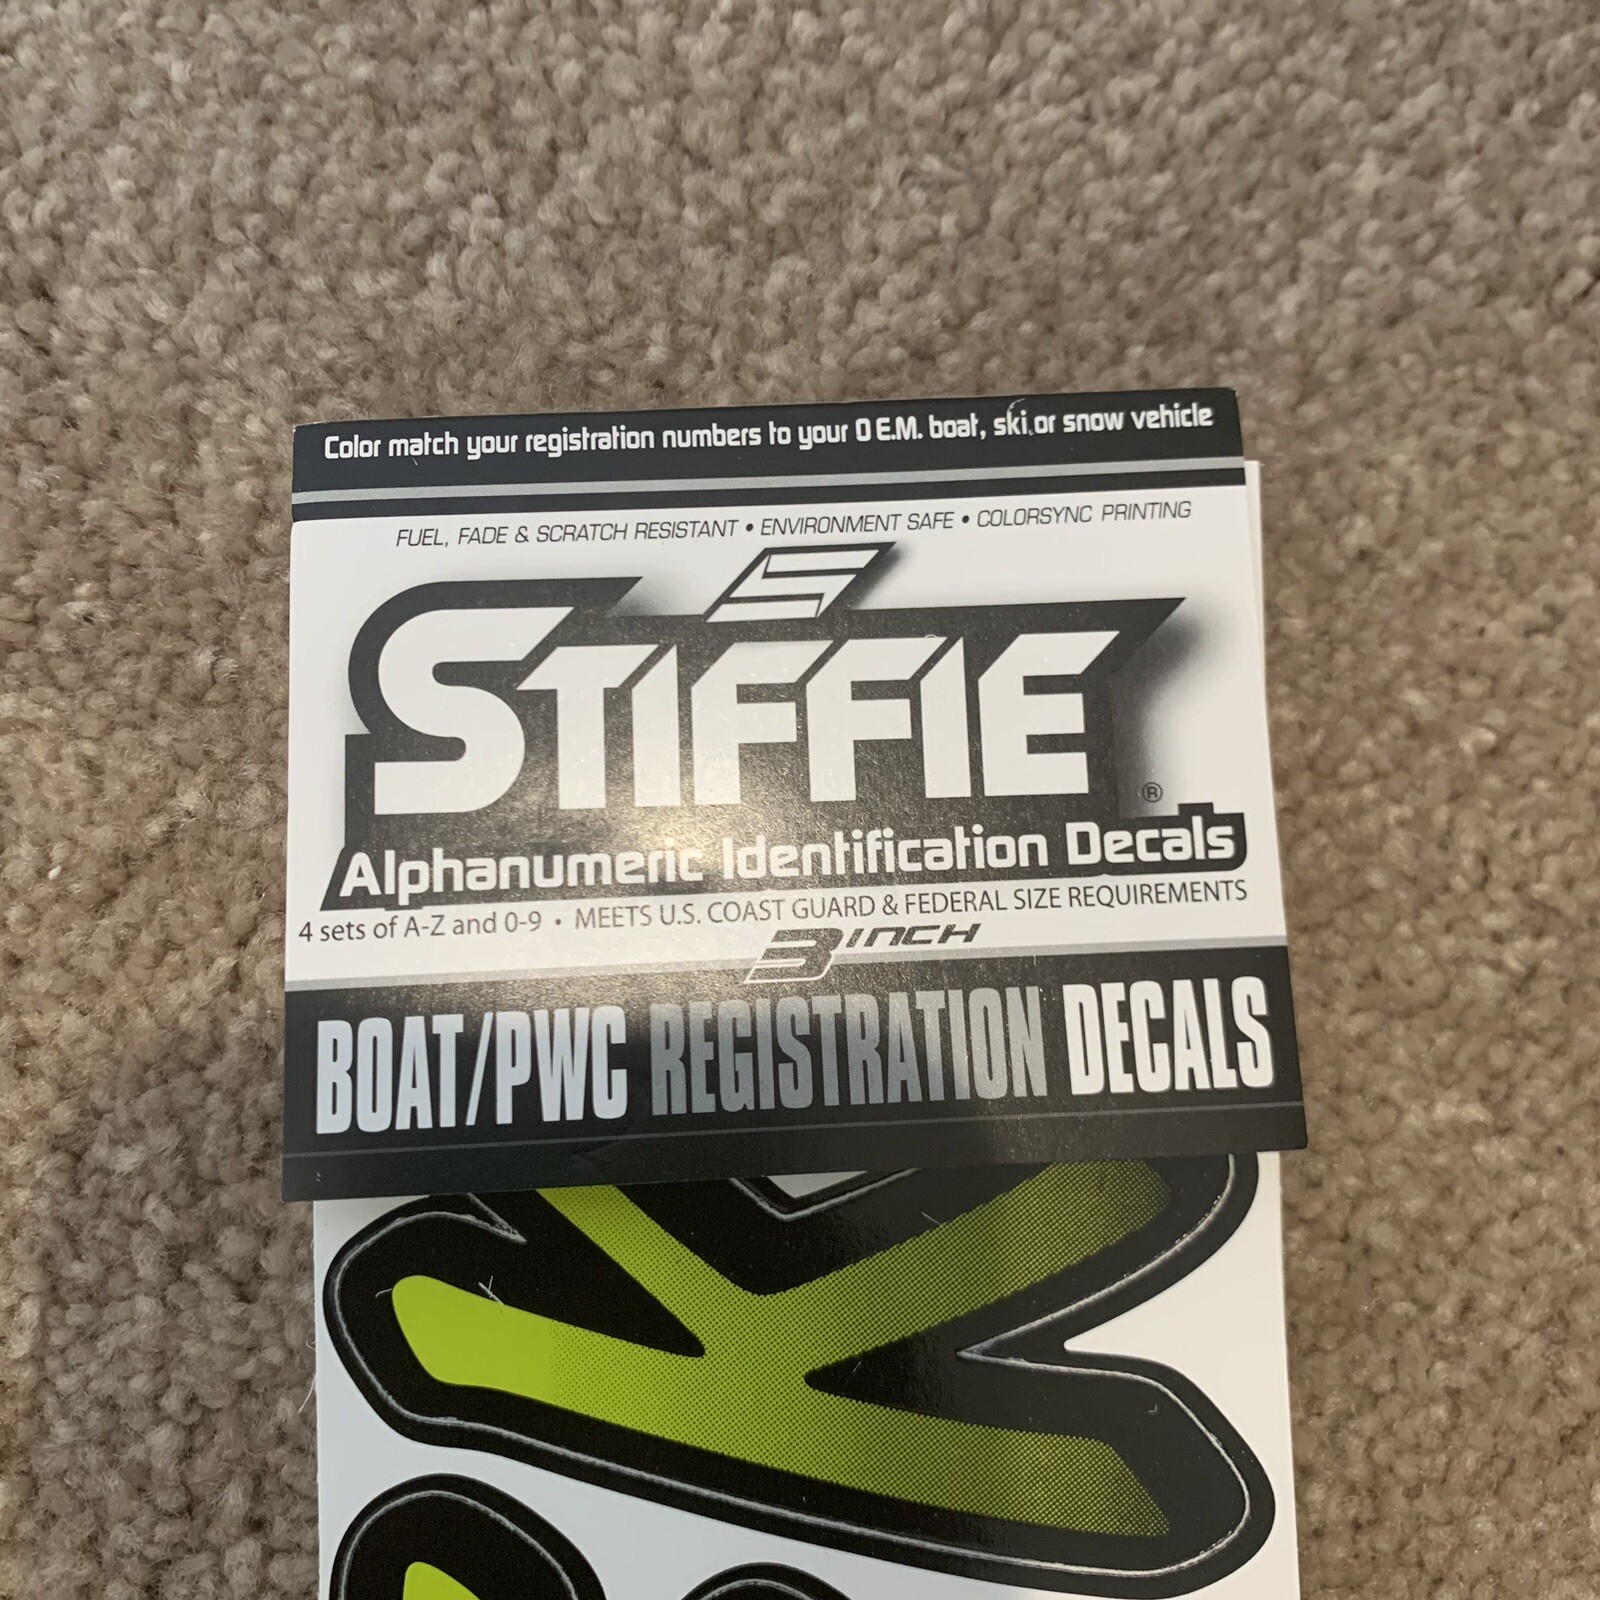 Color match your registration numbers to your O E.M. boat, ski, or snow vehicle
FUEL, FADE & SCRATCH RESISTANT • ENVIRONMENT SAFE • COLORSYNC PRINTING
S
STIFFIE ®
Alphanumeric Identification Decals
4 sets of A-Z and 0-9 • MEETS U.S. COAST GUARD & FEDERAL SIZE REQUIREMENTS
3 INCH
BOAT/PWC REGISTRATION DECALS